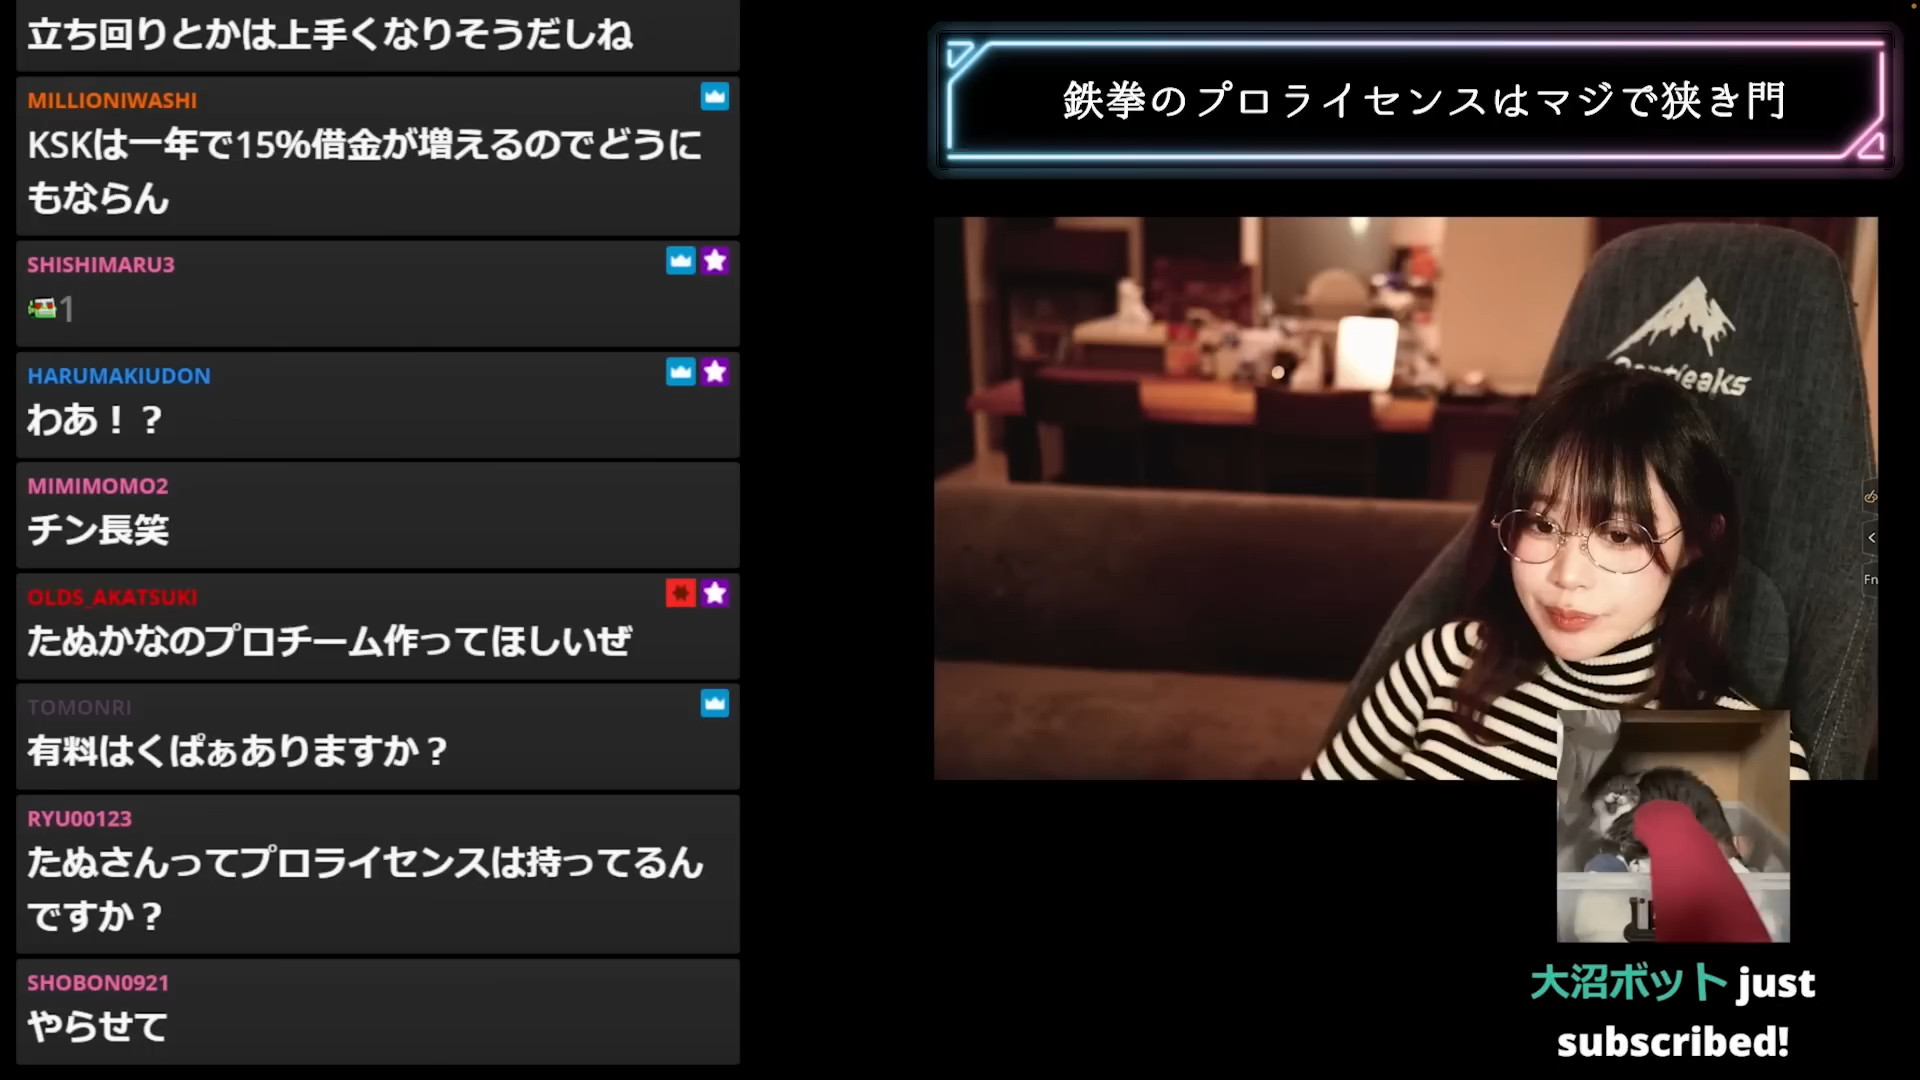 立ち回りとかは上手くなりそうだしね
MILLIONIWASHI
KSKは一年で15%借金が増えるのでどうに
もならん
SHISHIMARU3
1
HARUMAKIUDON
わあ！？
MIMIMOMO2
チン長笑
OLDS_AKATSUKI
たぬかなのプロチーム作ってほしいぜ
TOMONRI
有料はくぱぁありますか？
RYU00123
たぬさんってプロライセンスは持ってるん
ですか？
SHOBON0921
やらせて
鉄拳のプロライセンスはマジで狭き門
<
Fn
大沼ボット just
subscribed!